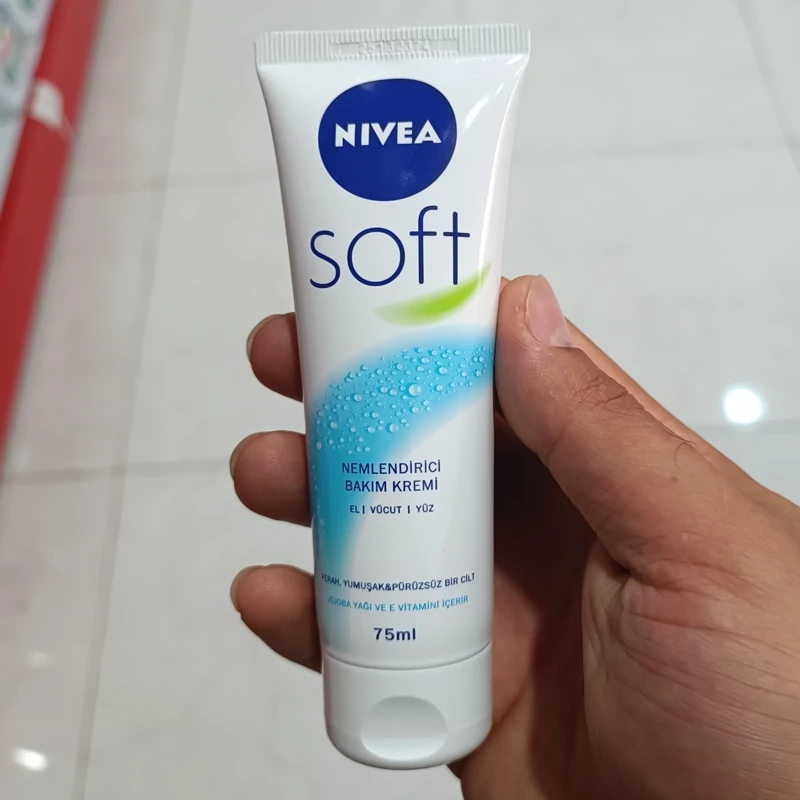 NIVEA
soft
NEMLENDİRİCİ
BAKIM KREMİ
EL | VÜCUT | YÜZ
FERAH, YUMUŞAK&PÜRÜZSÜZ BİR CİLT
JOJOBA YAĞI VE E VİTAMİNİ İÇERİR
75ml